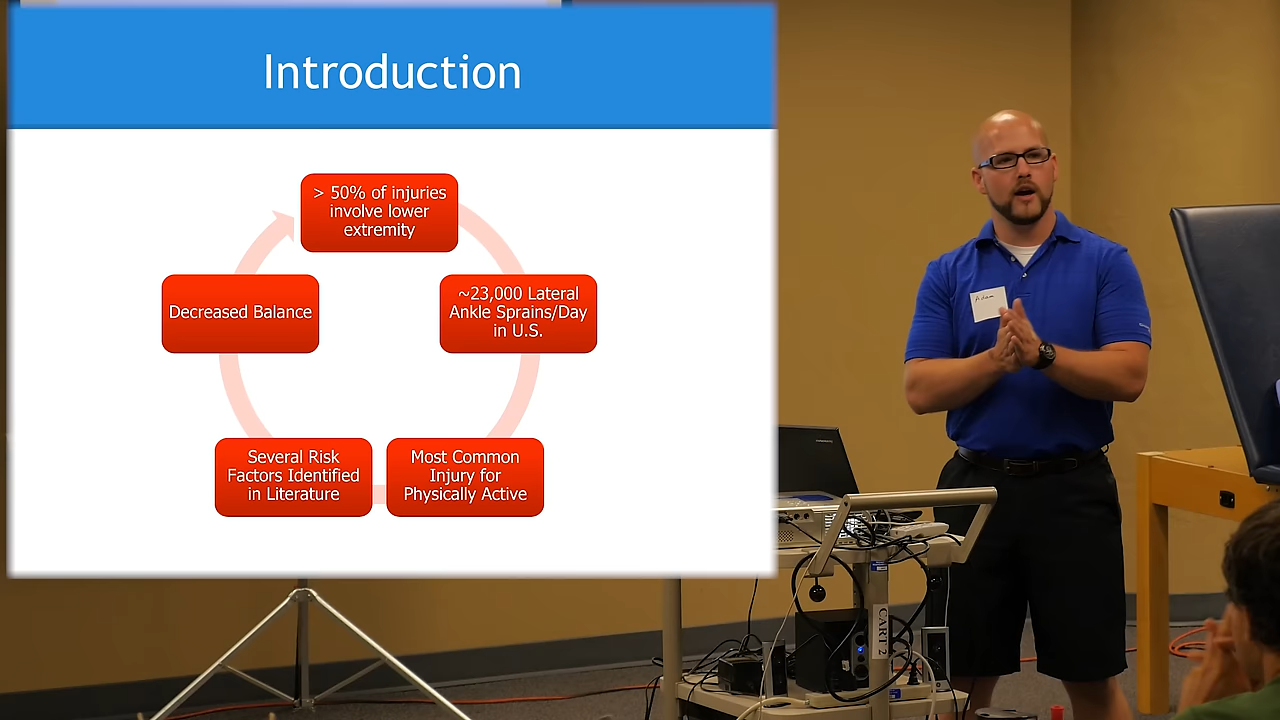 Introduction
> 50% of injuries
involve lower
extremity
~23,000 Lateral
Ankle Sprains/Day
in U.S.
Most Common
Injury for
Physically Active
Several Risk
Factors Identified
in Literature
Decreased Balance
Adam
CART 2